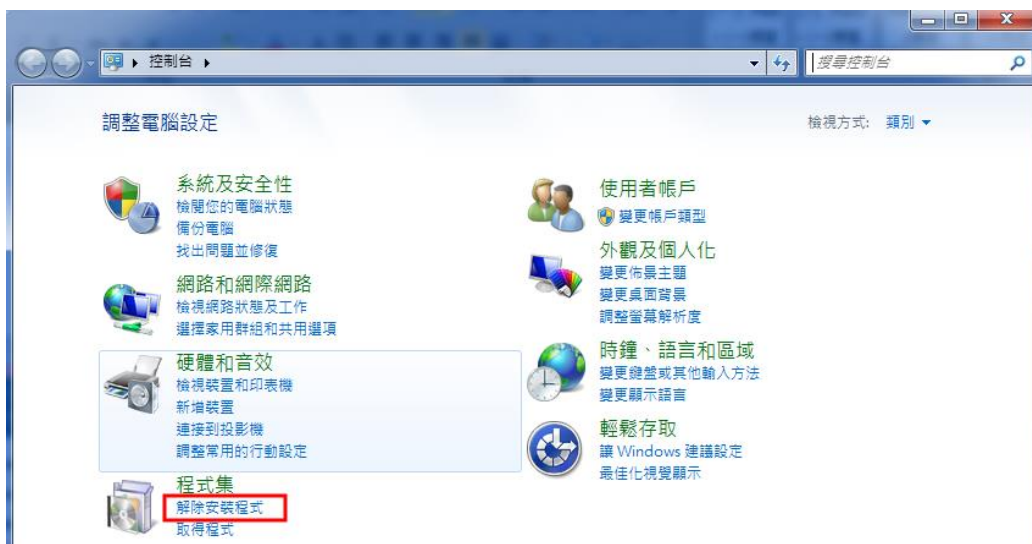 控制台
搜尋控制台
調整電腦設定
檢視方式: 類別
系統及安全性
檢閱您的電腦狀態
備份電腦
找出問題並修復
網路和網際網路
檢視網路狀態及工作
選擇家用群組和共用選項
硬體和音效
檢視裝置和印表機
新增裝置
連接到投影機
調整常用的行動設定
程式集
解除安裝程式
取得程式
使用者帳戶
變更帳戶類型
外觀及個人化
變更佈景主題
變更桌面背景
調整螢幕解析度
時鐘、語言和區域
變更鍵盤或其他輸入方法
變更顯示語言
輕鬆存取
讓 Windows 建議設定
最佳化視覺顯示